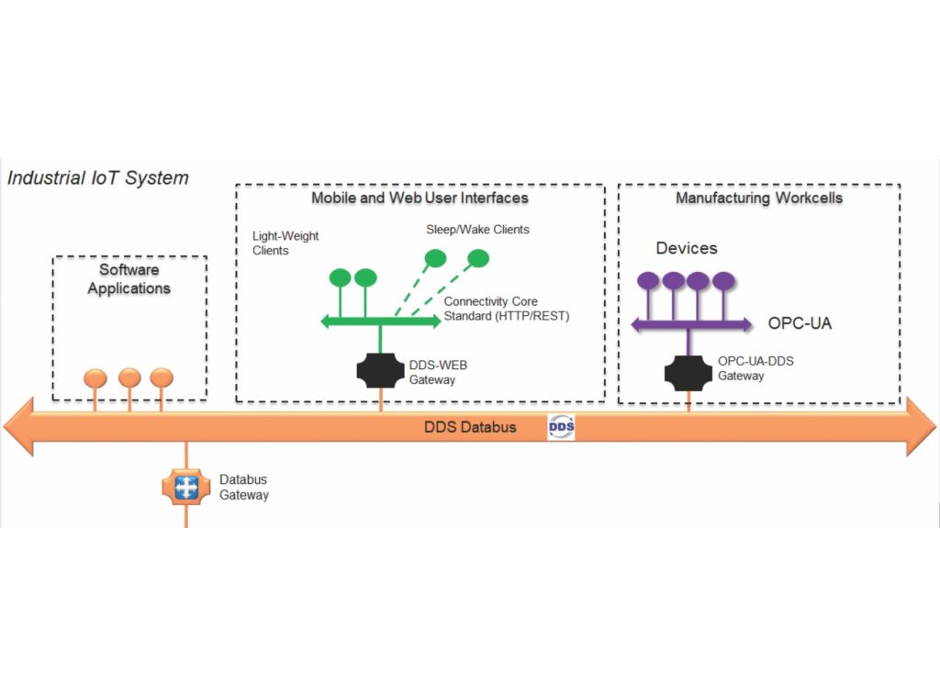 Industrial IoT System
Mobile and Web User Interfaces
Manufacturing Workcells
Light-Weight
Clients
Sleep/Wake Clients
Devices
Software
Applications
Connectivity Core
Standard (HTTP/REST)
OPC-UA
DDS-WEB
Gateway
OPC-UA-DDS
Gateway
DDS Databus
DDS
Databus
Gateway